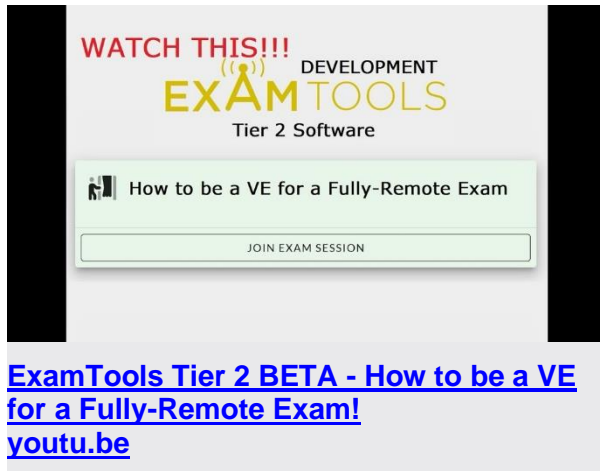 WATCH THIS!!!
DEVELOPMENT
EXAMTOOLS
Tier 2 Software
How to be a VE for a Fully-Remote Exam
JOIN EXAM SESSION
ExamTools Tier 2 BETA - How to be a VE
for a Fully-Remote Exam!
youtu.be